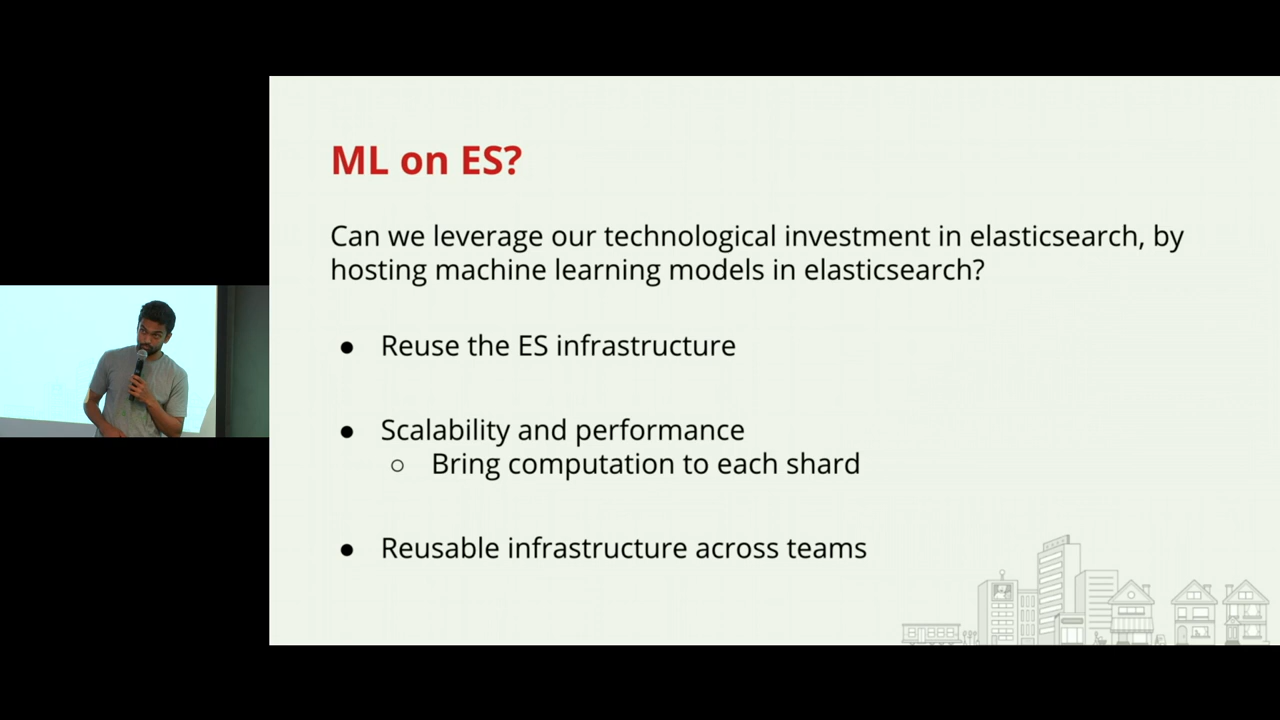 ML on ES?
Can we leverage our technological investment in elasticsearch, by
hosting machine learning models in elasticsearch?
● Reuse the ES infrastructure
● Scalability and performance
○ Bring computation to each shard
● Reusable infrastructure across teams